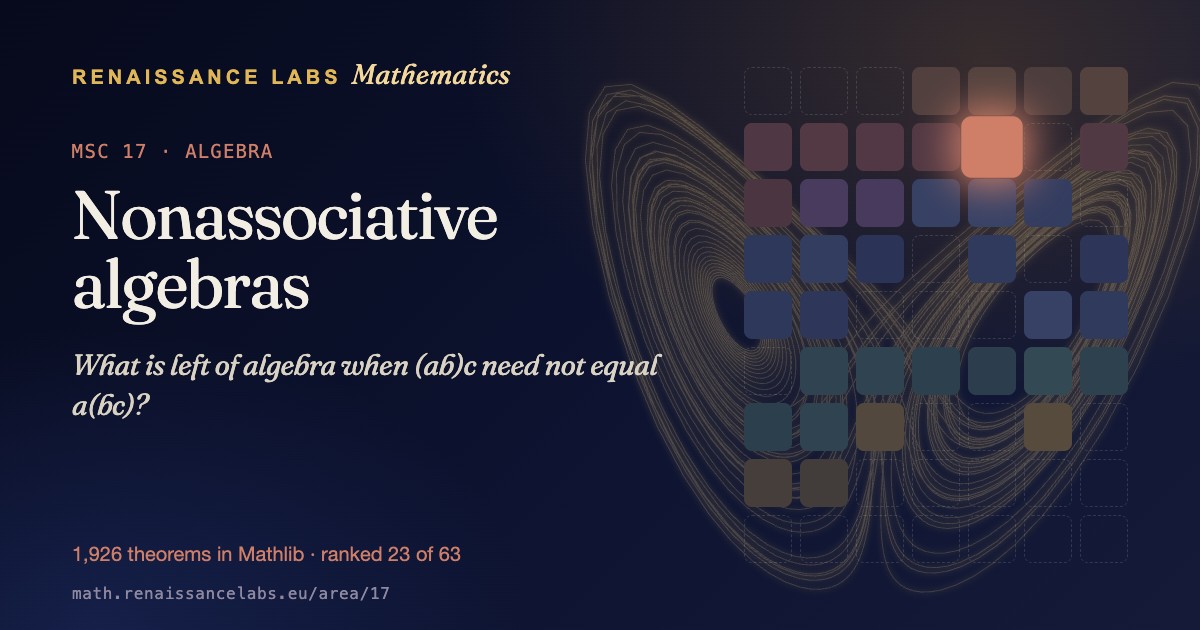 RENAISSANCE LABS Mathematics
MSC 17 · ALGEBRA
Nonassociative
algebras
What is left of algebra when (ab)c need not equal
a(bc)?
1,926 theorems in Mathlib · ranked 23 of 63
math.renaissancelabs.eu/area/17